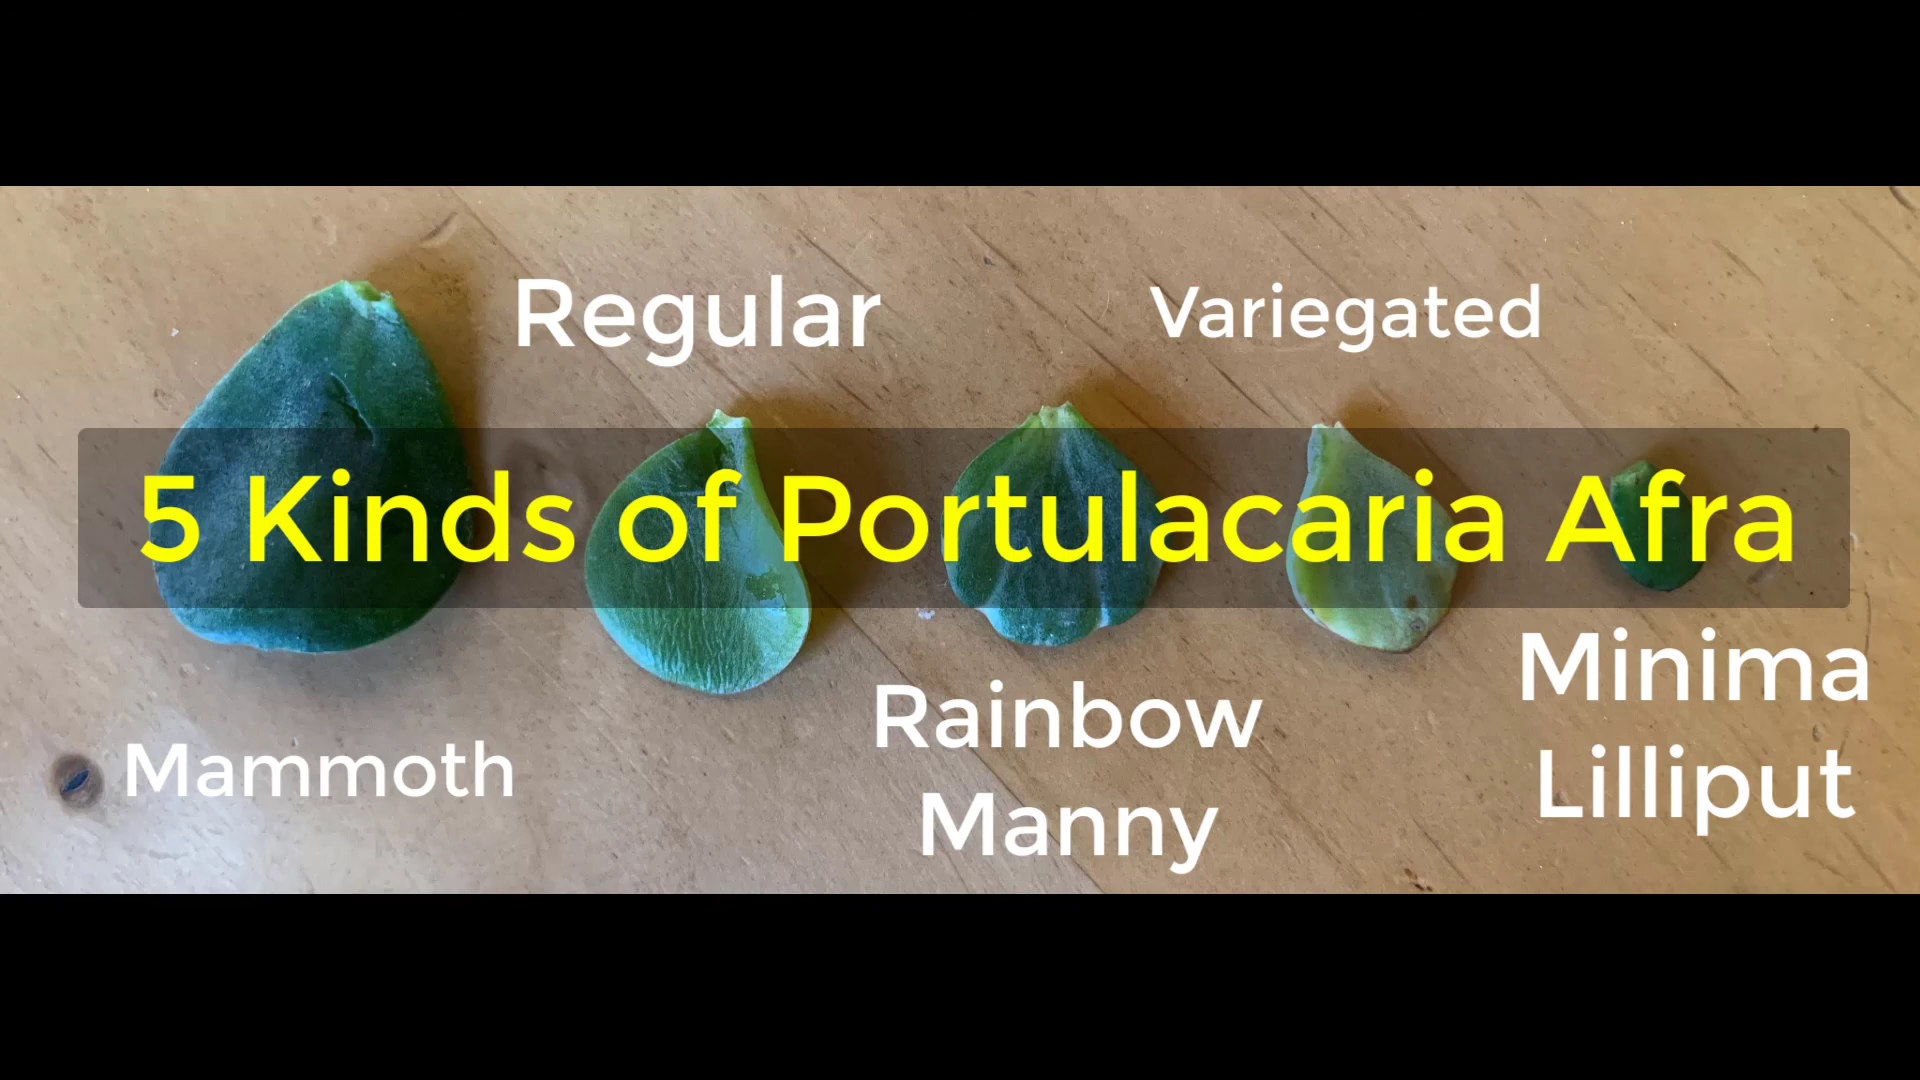 Regular
Variegated
5 Kinds of Portulacaria Afra
Mammoth
Rainbow
Manny
Minima
Lilliput